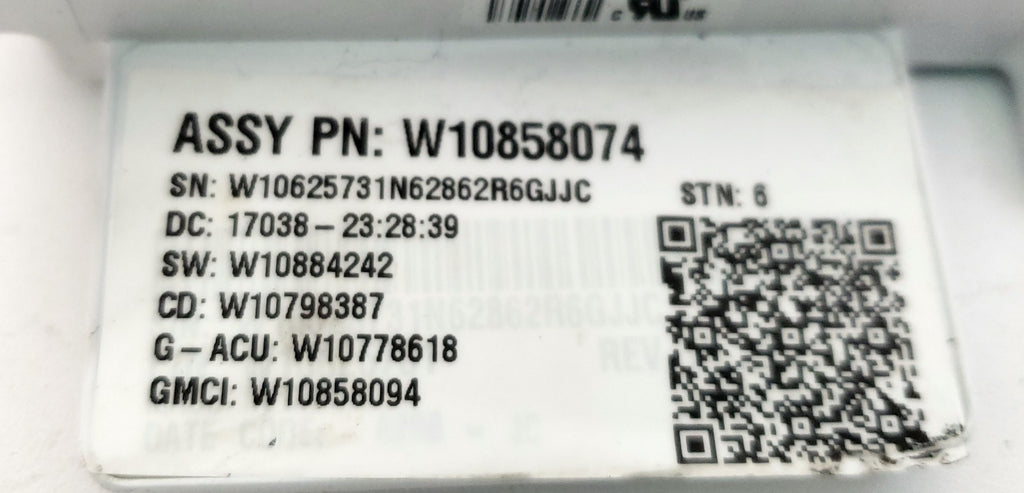 ASSY PN: W10858074
SN: W10625731N62862R6GJJC
STN: 6
DC: 17038 – 23:28:39
SW: W10884242
CD: W10798387
G – ACU: W10778618
GMCI: W10858094